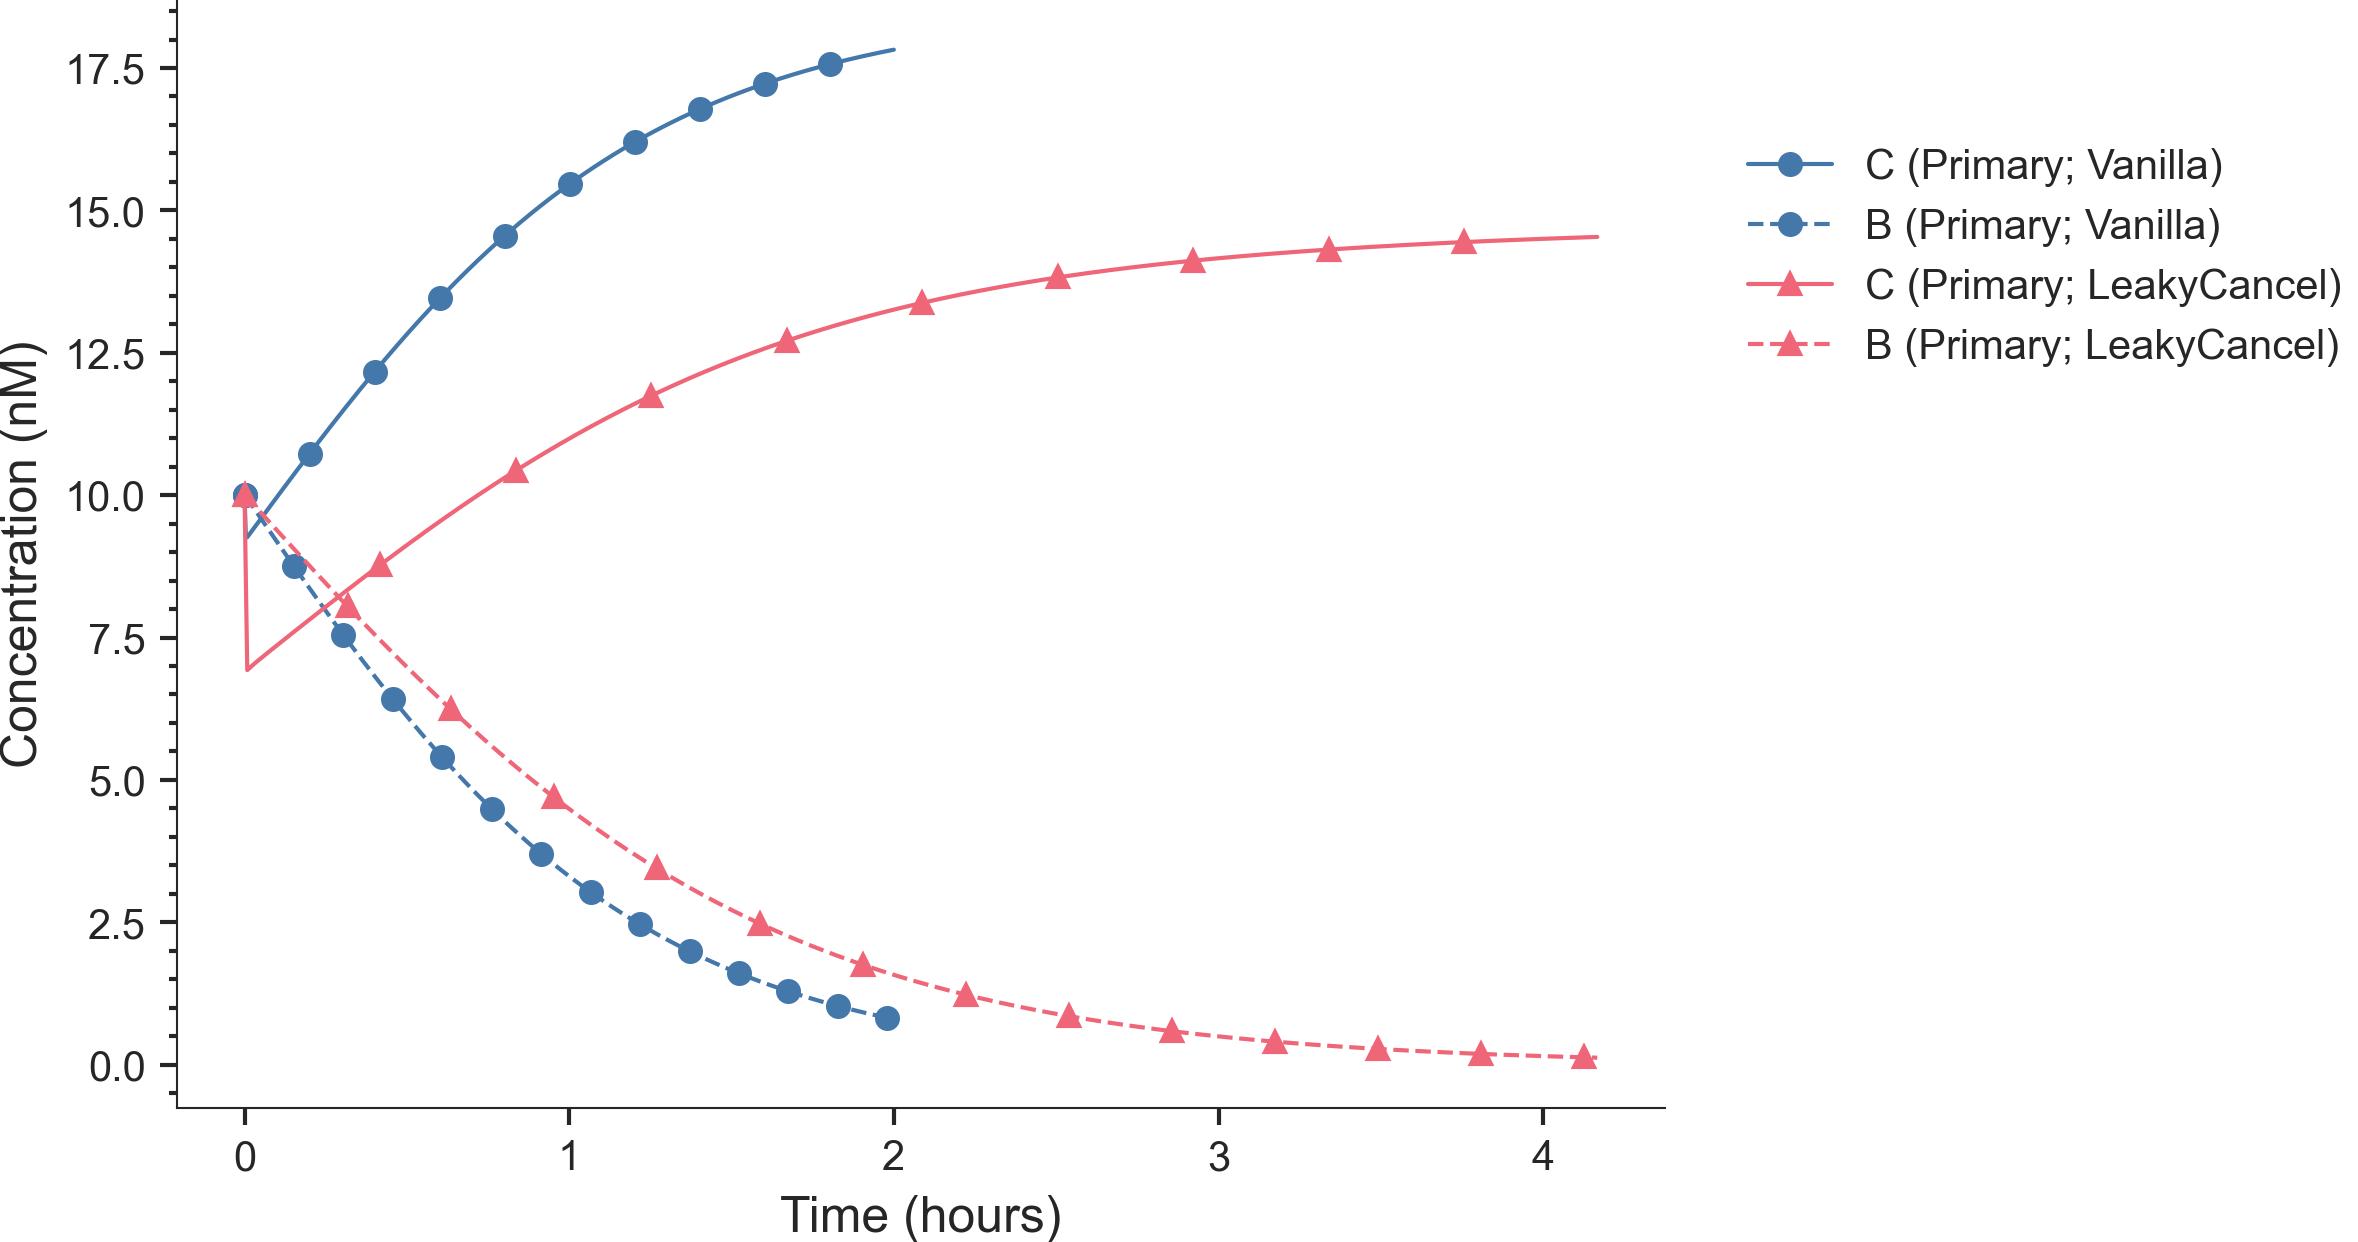 17.5
15.0
12.5
10.0
7.5
5.0
2.5
0.0
Concentration (nM)
0 1 2 3 4
Time (hours)
C (Primary; Vanilla)
B (Primary; Vanilla)
C (Primary; LeakyCancel)
B (Primary; LeakyCancel)